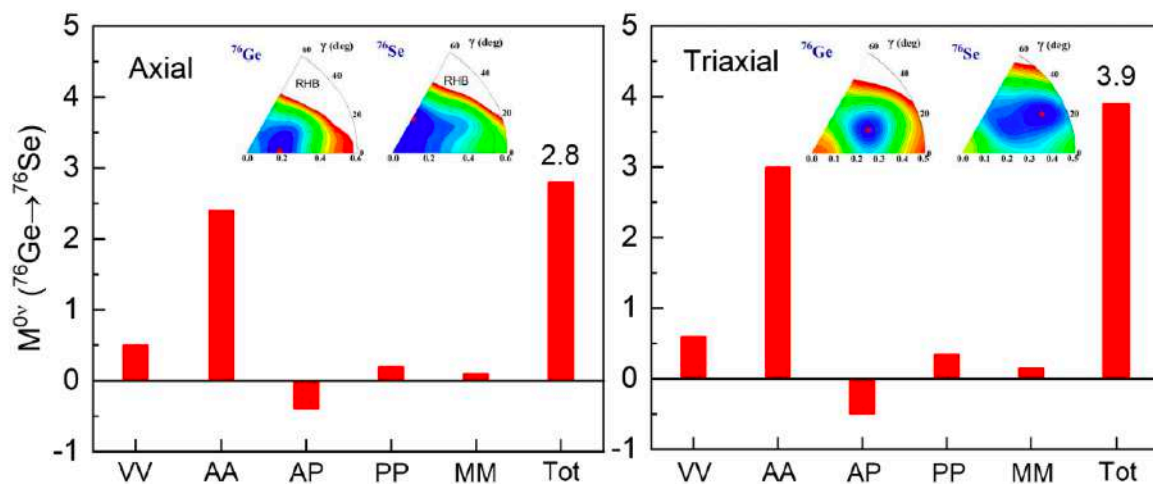 M⁰ᵛ (⁷⁶Ge→⁷⁶Se)
5
4
3
2
1
0
-1
Axial
⁷⁶Ge
60
γ (deg)
40
20
0
RHB
0.0 0.2 0.4 0.6
⁷⁶Se
60
γ (deg)
40
20
0
RHB
0.0 0.2 0.4 0.6
2.8
VV AA AP PP MM Tot
5
4
3
2
1
0
-1
Triaxial
⁷⁶Ge
60
γ (deg)
40
20
0
0.0 0.1 0.2 0.3 0.4 0.5
⁷⁶Se
60
γ (deg)
40
20
0
0.0 0.1 0.2 0.3 0.4 0.5
3.9
VV AA AP PP MM Tot